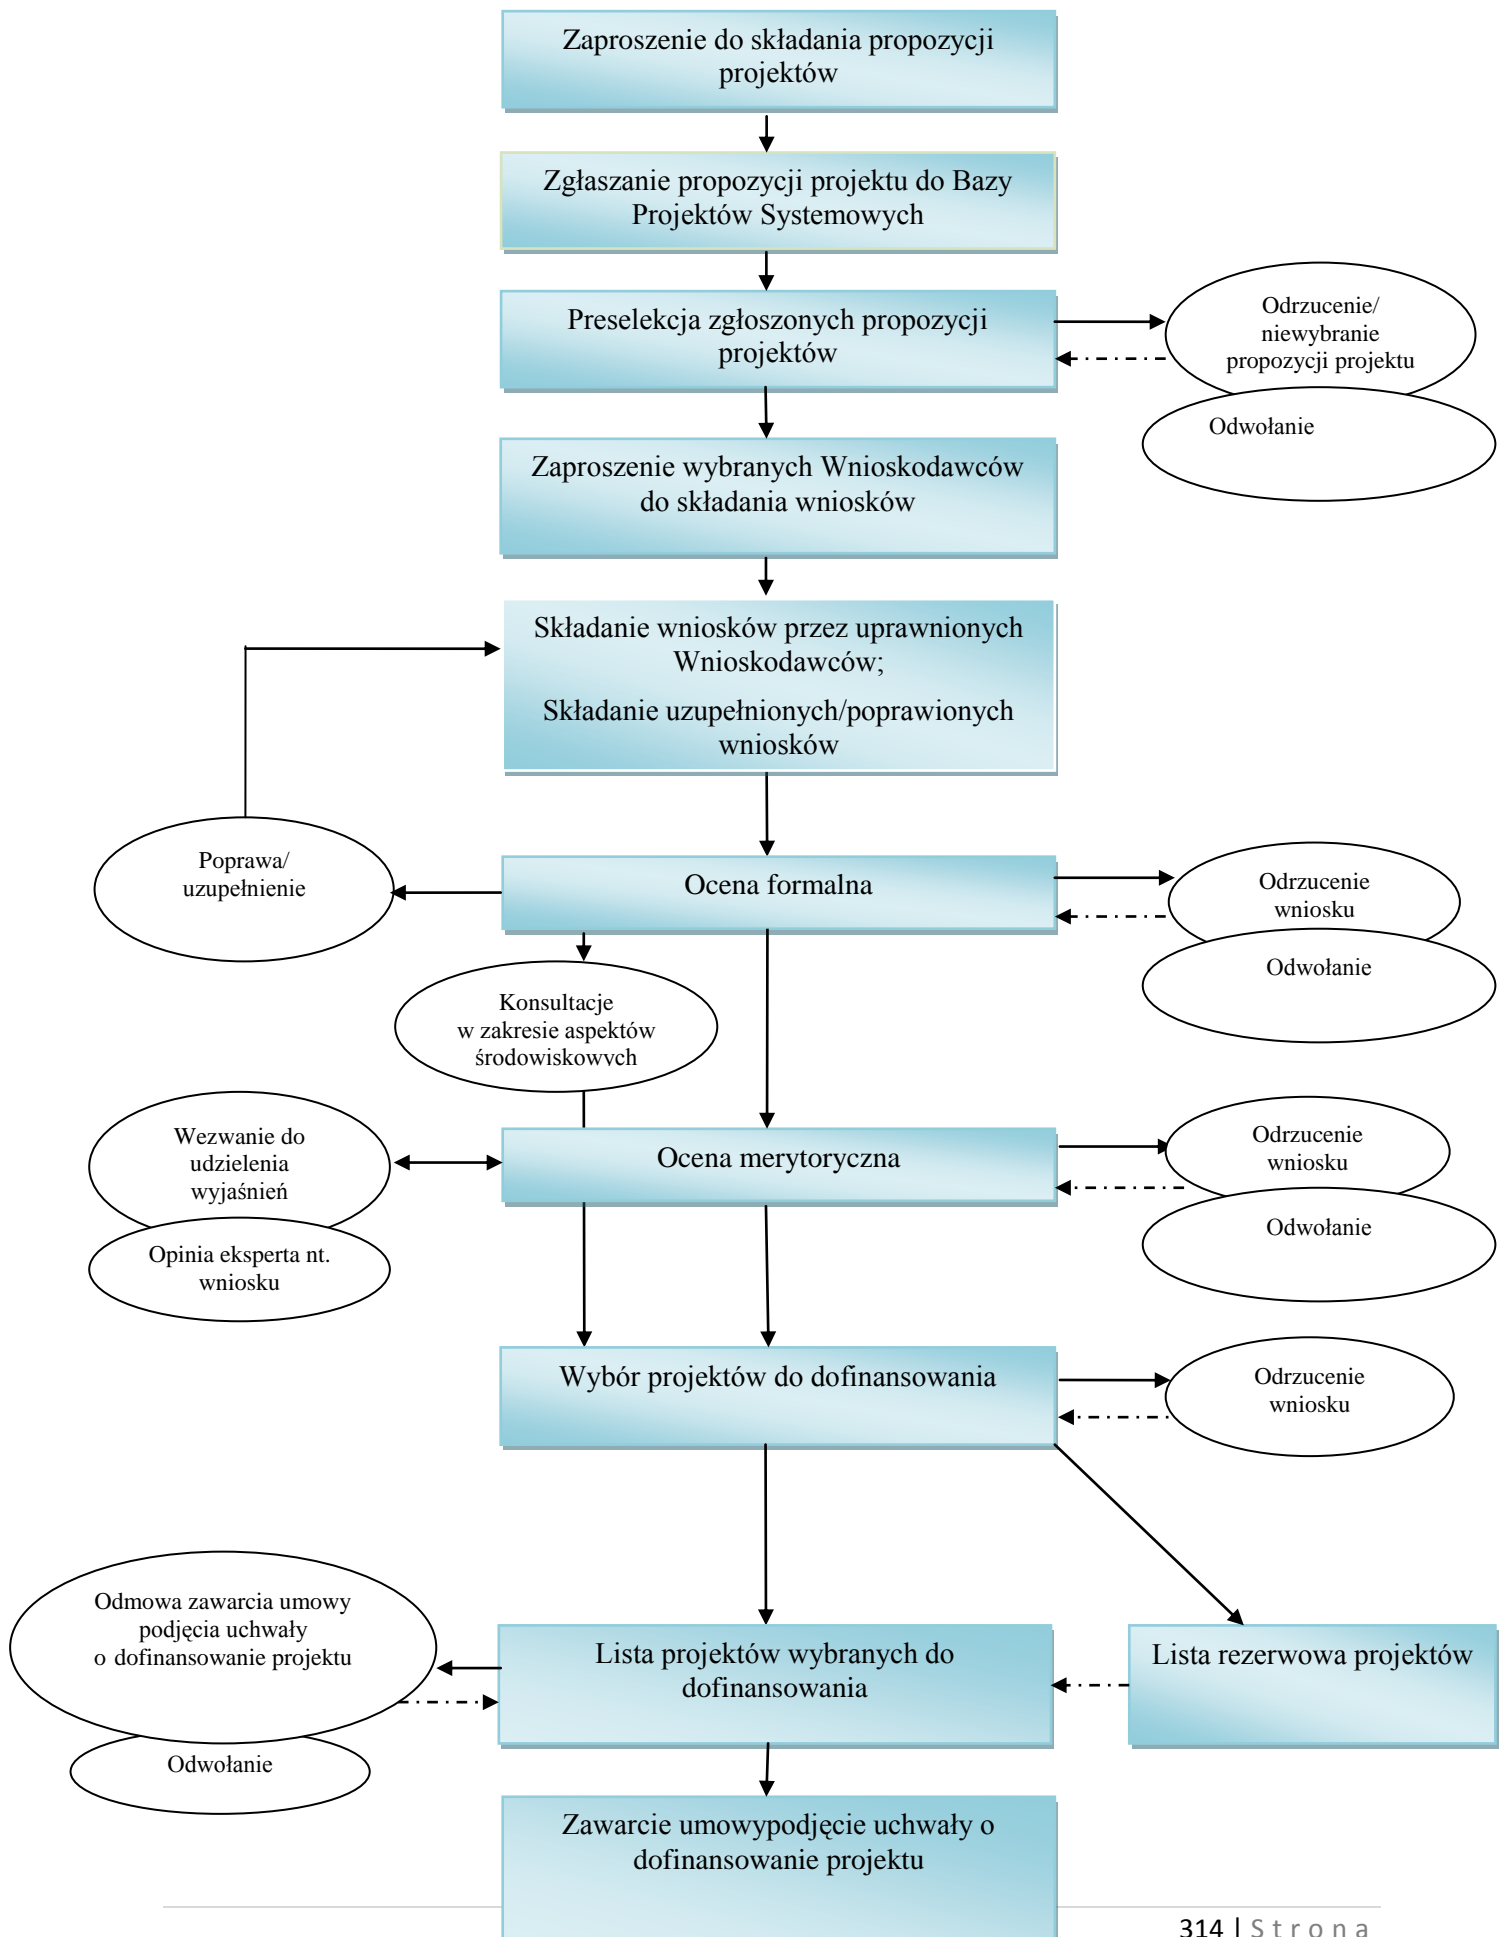 Zaproszenie do składania propozycji
projektów
Zgłaszanie propozycji projektu do Bazy
Projektów Systemowych
Preselekcja zgłoszonych propozycji
projektów
Odrzucenie/
niewybranie
propozycji projektu
Odwołanie
Zaproszenie wybranych Wnioskodawców
do składania wniosków
Składanie wniosków przez uprawnionych
Wnioskodawców;
Składanie uzupełnionych/poprawionych
wniosków
Poprawa/
uzupełnienie
Ocena formalna
Odrzucenie
wniosku
Odwołanie
Konsultacje
w zakresie aspektów
środowiskowych
Wezwanie do
udzielenia
wyjaśnień
Opinia eksperta nt.
wniosku
Ocena merytoryczna
Odrzucenie
wniosku
Odwołanie
Wybór projektów do dofinansowania
Odrzucenie
wniosku
Odmowa zawarcia umowy
podjęcia uchwały
o dofinansowanie projektu
Odwołanie
Lista projektów wybranych do
dofinansowania
Lista rezerwowa projektów
Zawarcie umowypodjęcie uchwały o
dofinansowanie projektu
314 | Strona